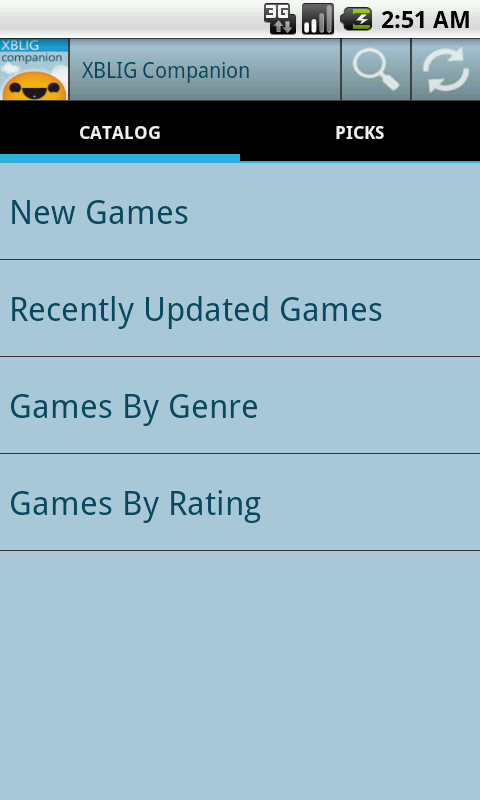 3G
2:51 AM
XBLIG
companion
XBLIG Companion
CATALOG
PICKS
New Games
Recently Updated Games
Games By Genre
Games By Rating